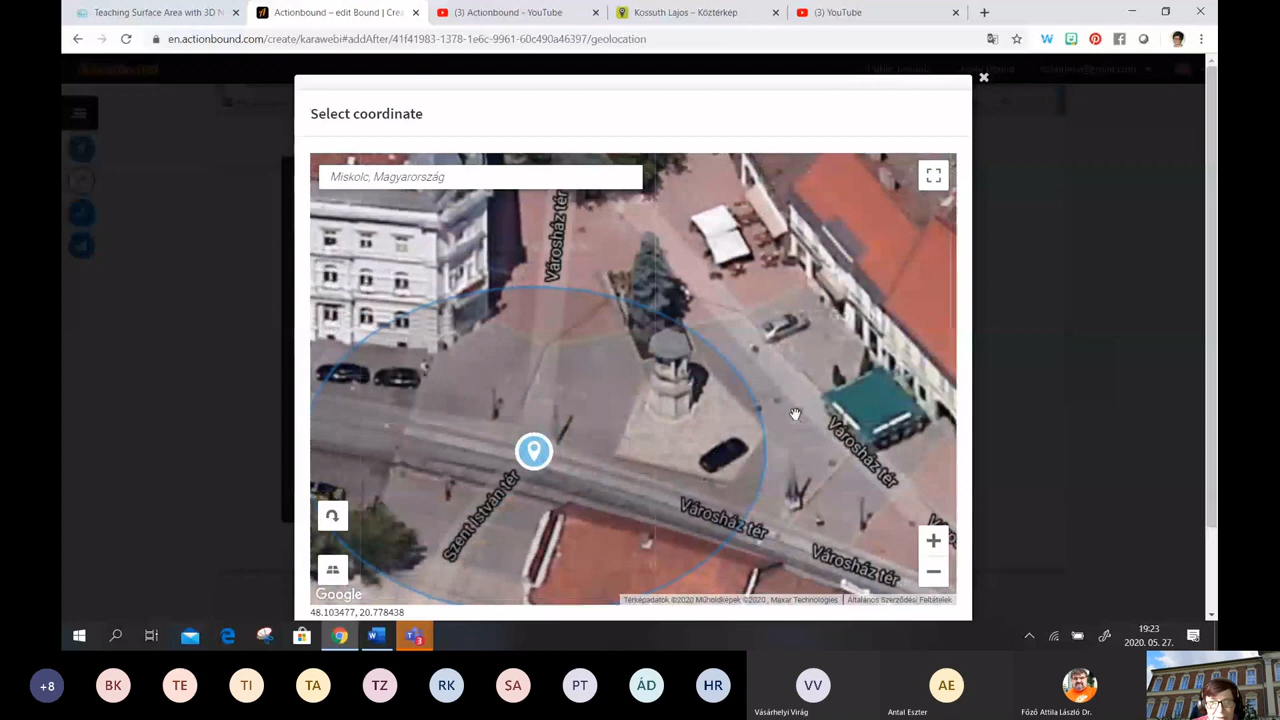 Teaching Surface Area with 3D N
Actionbound – edit Bound | Crea
(3) Actionbound - YouTube
Kossuth Lajos – Köztérkép
(3) YouTube
en.actionbound.com/create/karawebi#addAfter/41f41983-1378-1e6c-9961-60c490a46397/geolocation
Select coordinate
Miskolc, Magyarország
Városház tér
Városház tér
Szent István tér
Városház tér
Városház tér
Google
Térképadatok ©2020 Műholdképek ©2020 , Maxar Technologies
Általános Szerződési Feltételek
48.103477, 20.778438
3
19:23
2020. 05. 27.
+8
BK
TE
TI
TA
TZ
RK
SA
PT
ÁD
HR
VV
Vásárhelyi Virág
AE
Antal Eszter
Főző Attila László Dr.